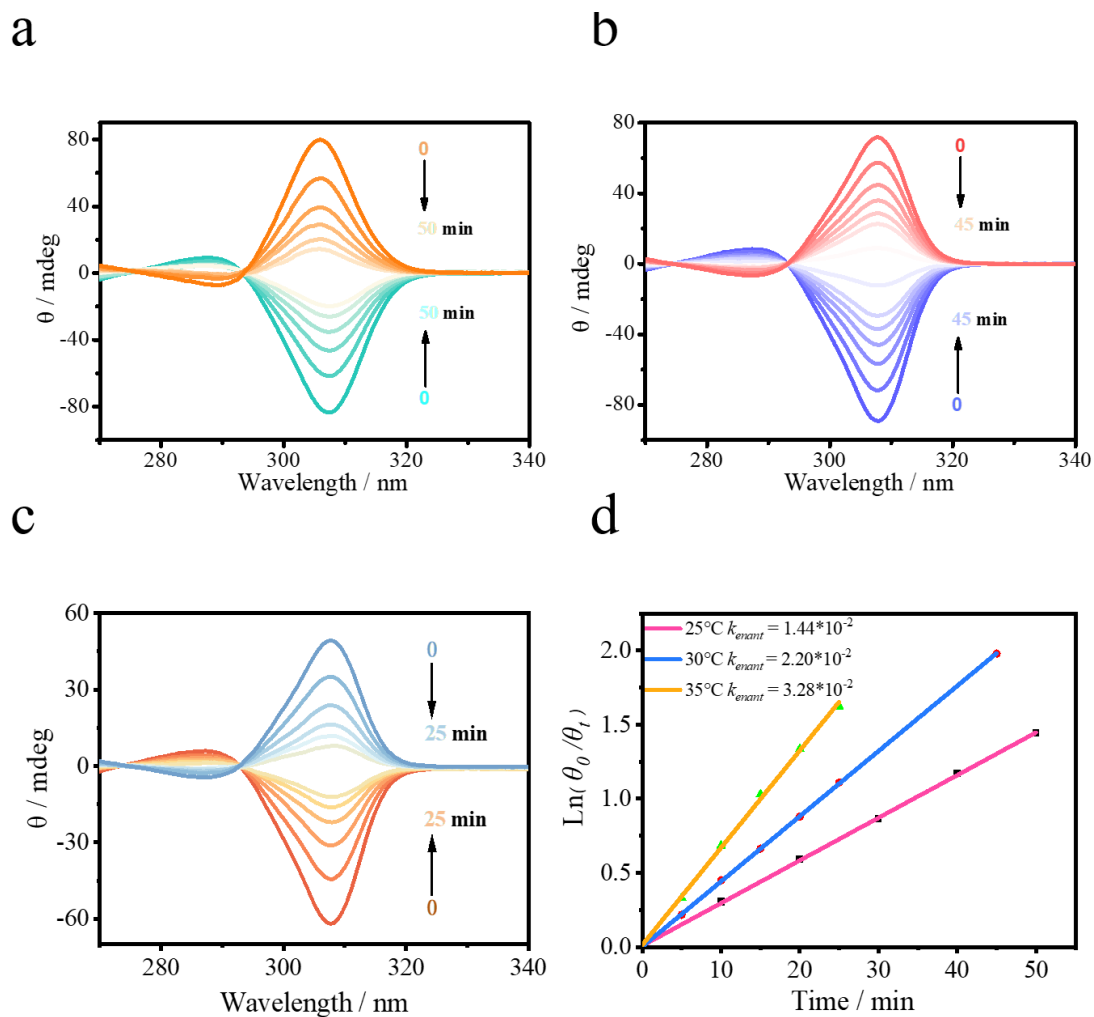 a
80
40
0
-40
-80
θ / mdeg
280
300
320
340
Wavelength / nm
0
50 min
50 min
0
b
80
40
0
-40
-80
θ / mdeg
280
300
320
340
Wavelength / nm
0
45 min
45 min
0
c
60
30
0
-30
-60
θ / mdeg
280
300
320
340
Wavelength / nm
0
25 min
25 min
0
d
25°C kenant = 1.44*10-2
30°C kenant = 2.20*10-2
35°C kenant = 3.28*10-2
2.0
1.5
1.0
0.5
0.0
Ln( θ0 /θt )
0
10
20
30
40
50
Time / min